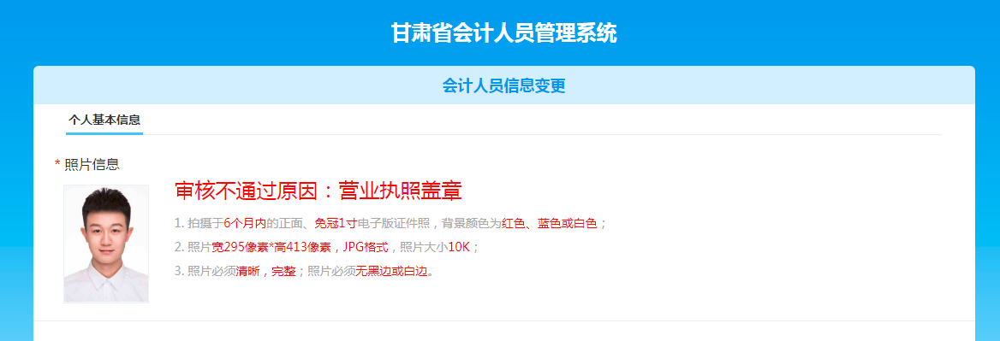 甘肃省会计人员管理系统
会计人员信息变更
个人基本信息
* 照片信息
审核不通过原因：营业执照盖章
1. 拍摄于6个月内的正面、免冠1寸电子版证件照，背景颜色为红色、蓝色或白色；
2. 照片宽295像素*高413像素，JPG格式，照片大小10K；
3. 照片必须清晰，完整；照片必须无黑边或白边。